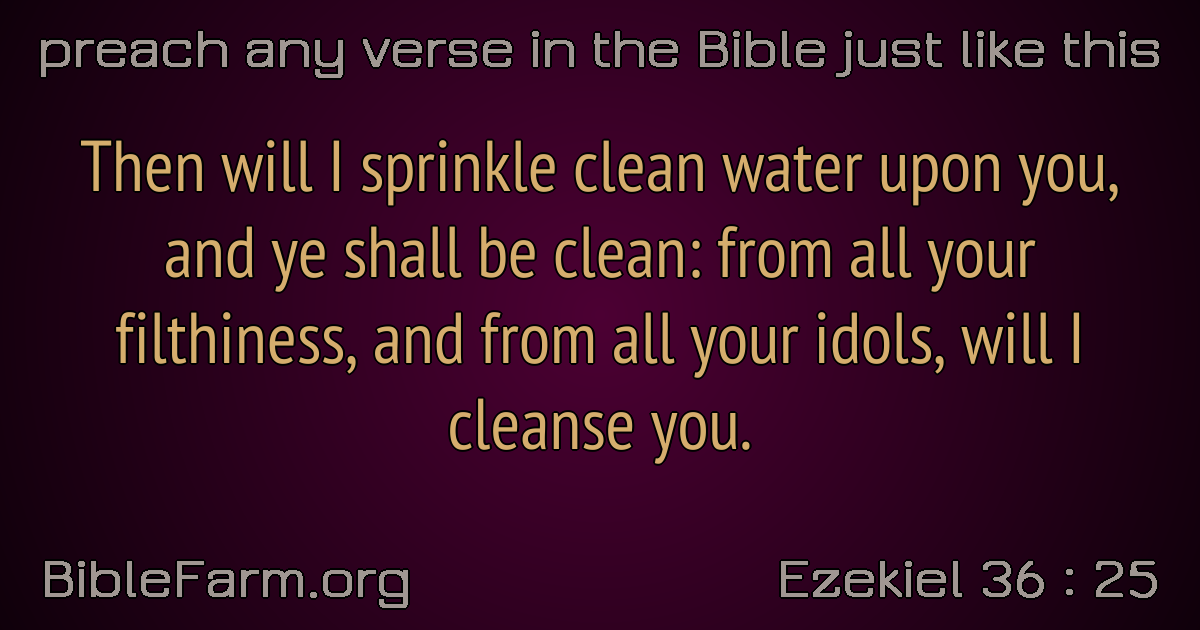 preach any verse in the Bible just like this
Then will I sprinkle clean water upon you,
and ye shall be clean: from all your
filthiness, and from all your idols, will I
cleanse you.
BibleFarm.org
Ezekiel 36 : 25